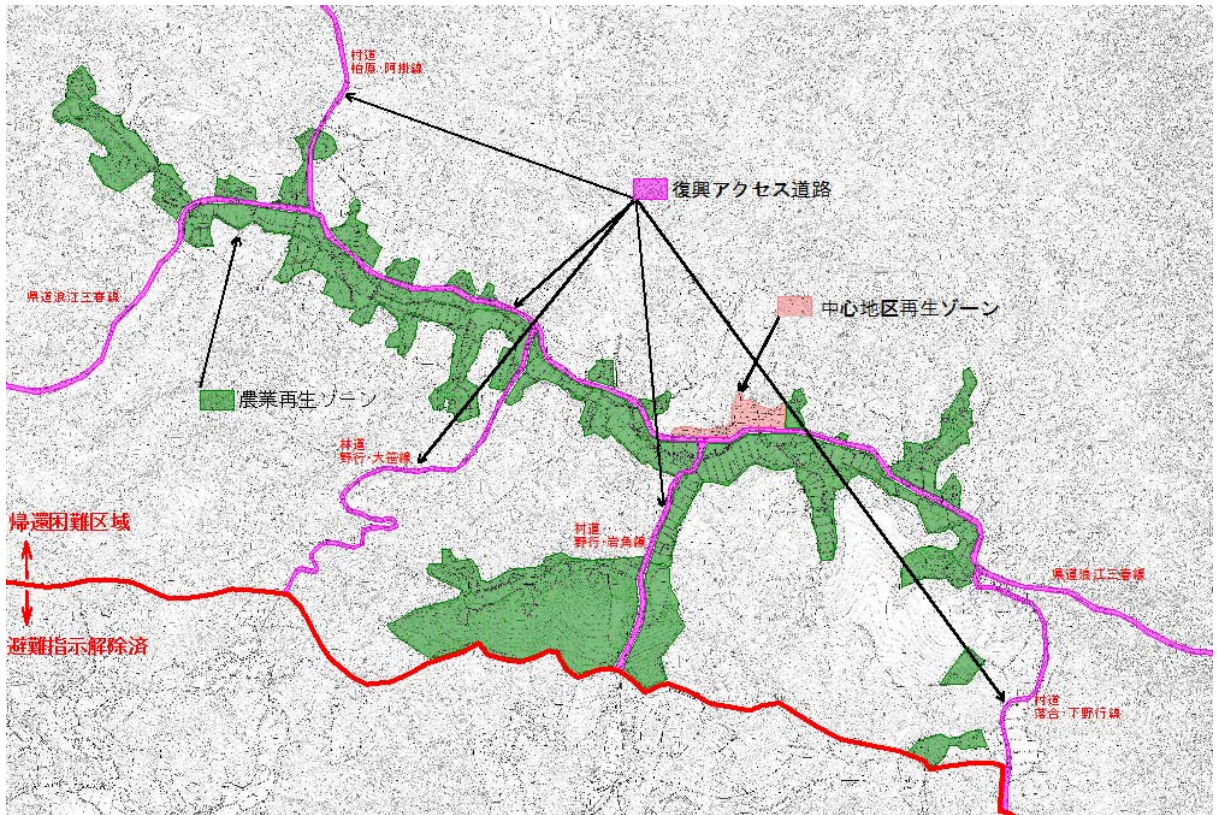 村道
柏原・阿掛線
復興アクセス道路
県道浪江三春線
中心地区再生ゾーン
農業再生ゾーン
林道
野行・大笹線
帰還困難区域
村道
野行・岩角線
県道浪江三春線
避難指示解除済
村道
落合・下野行線